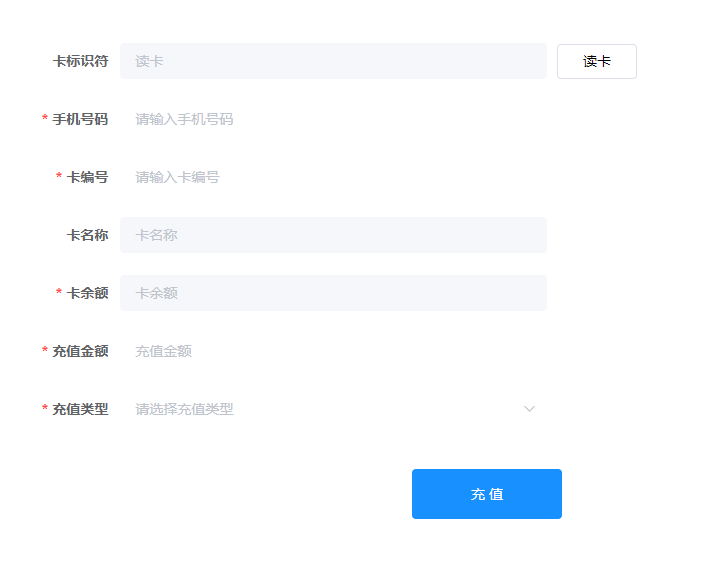 卡标识符 读卡 读卡
* 手机号码 请输入手机号码
* 卡编号 请输入卡编号
卡名称 卡名称
* 卡余额 卡余额
* 充值金额 充值金额
* 充值类型 请选择充值类型
充 值